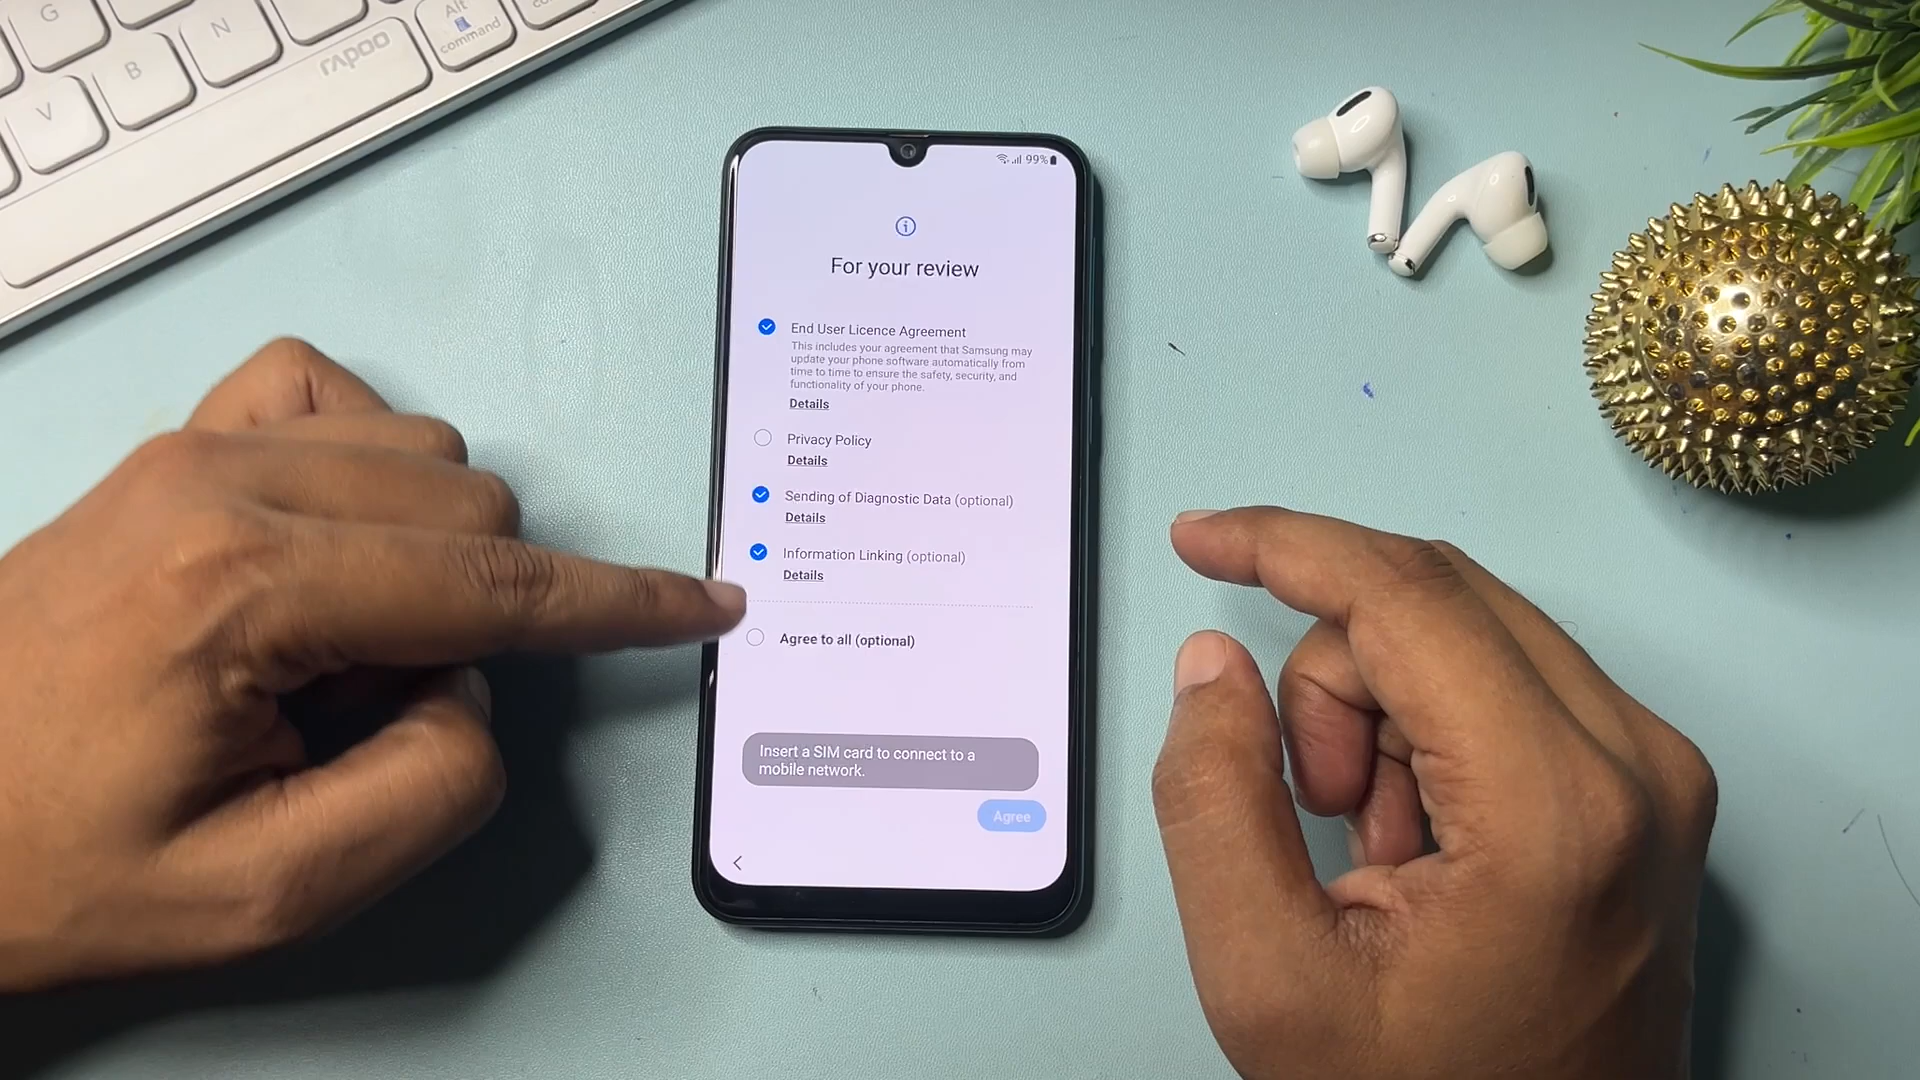 G
N
Alt
command
V
B
rapoo
99%
For your review
End User Licence Agreement
This includes your agreement that Samsung may
update your phone software automatically from
time to time to ensure the safety, security, and
functionality of your phone.
Details
Privacy Policy
Details
Sending of Diagnostic Data (optional)
Details
Information Linking (optional)
Details
Agree to all (optional)
Insert a SIM card to connect to a
mobile network.
Agree